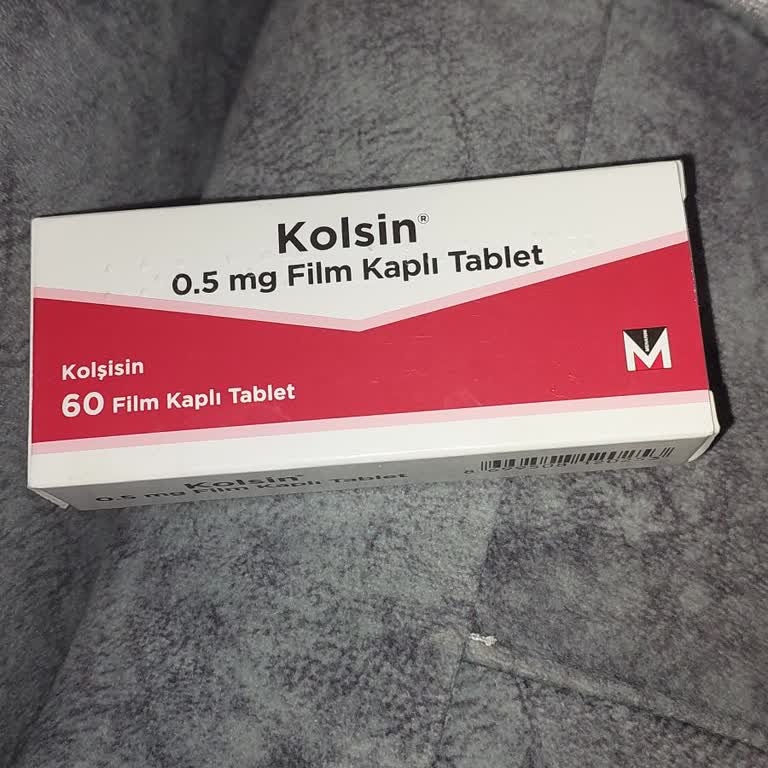 Kolsin®
0.5 mg Film Kaplı Tablet
Kolşisin
60 Film Kaplı Tablet
M
Kolsin
0.5 mg Film Kaplı Tablet